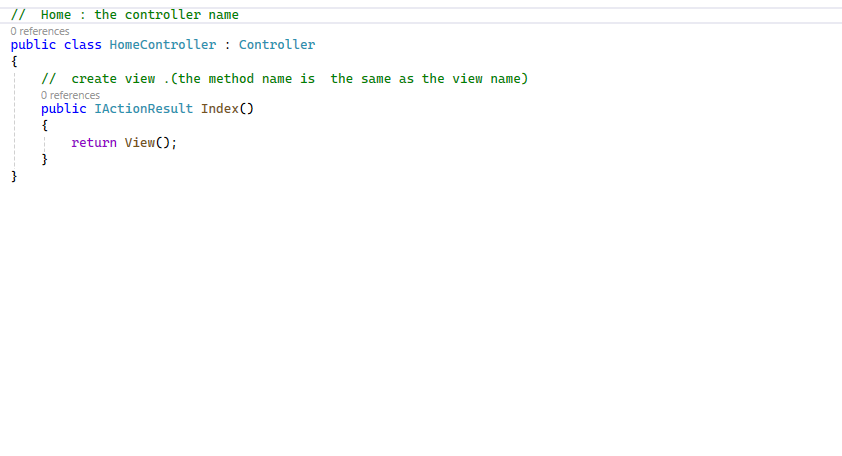 //  Home : the controller name
0 references
public class HomeController : Controller
{
//  create view .(the method name is  the same as the view name)
0 references
public IActionResult Index()
{
return View();
}
}